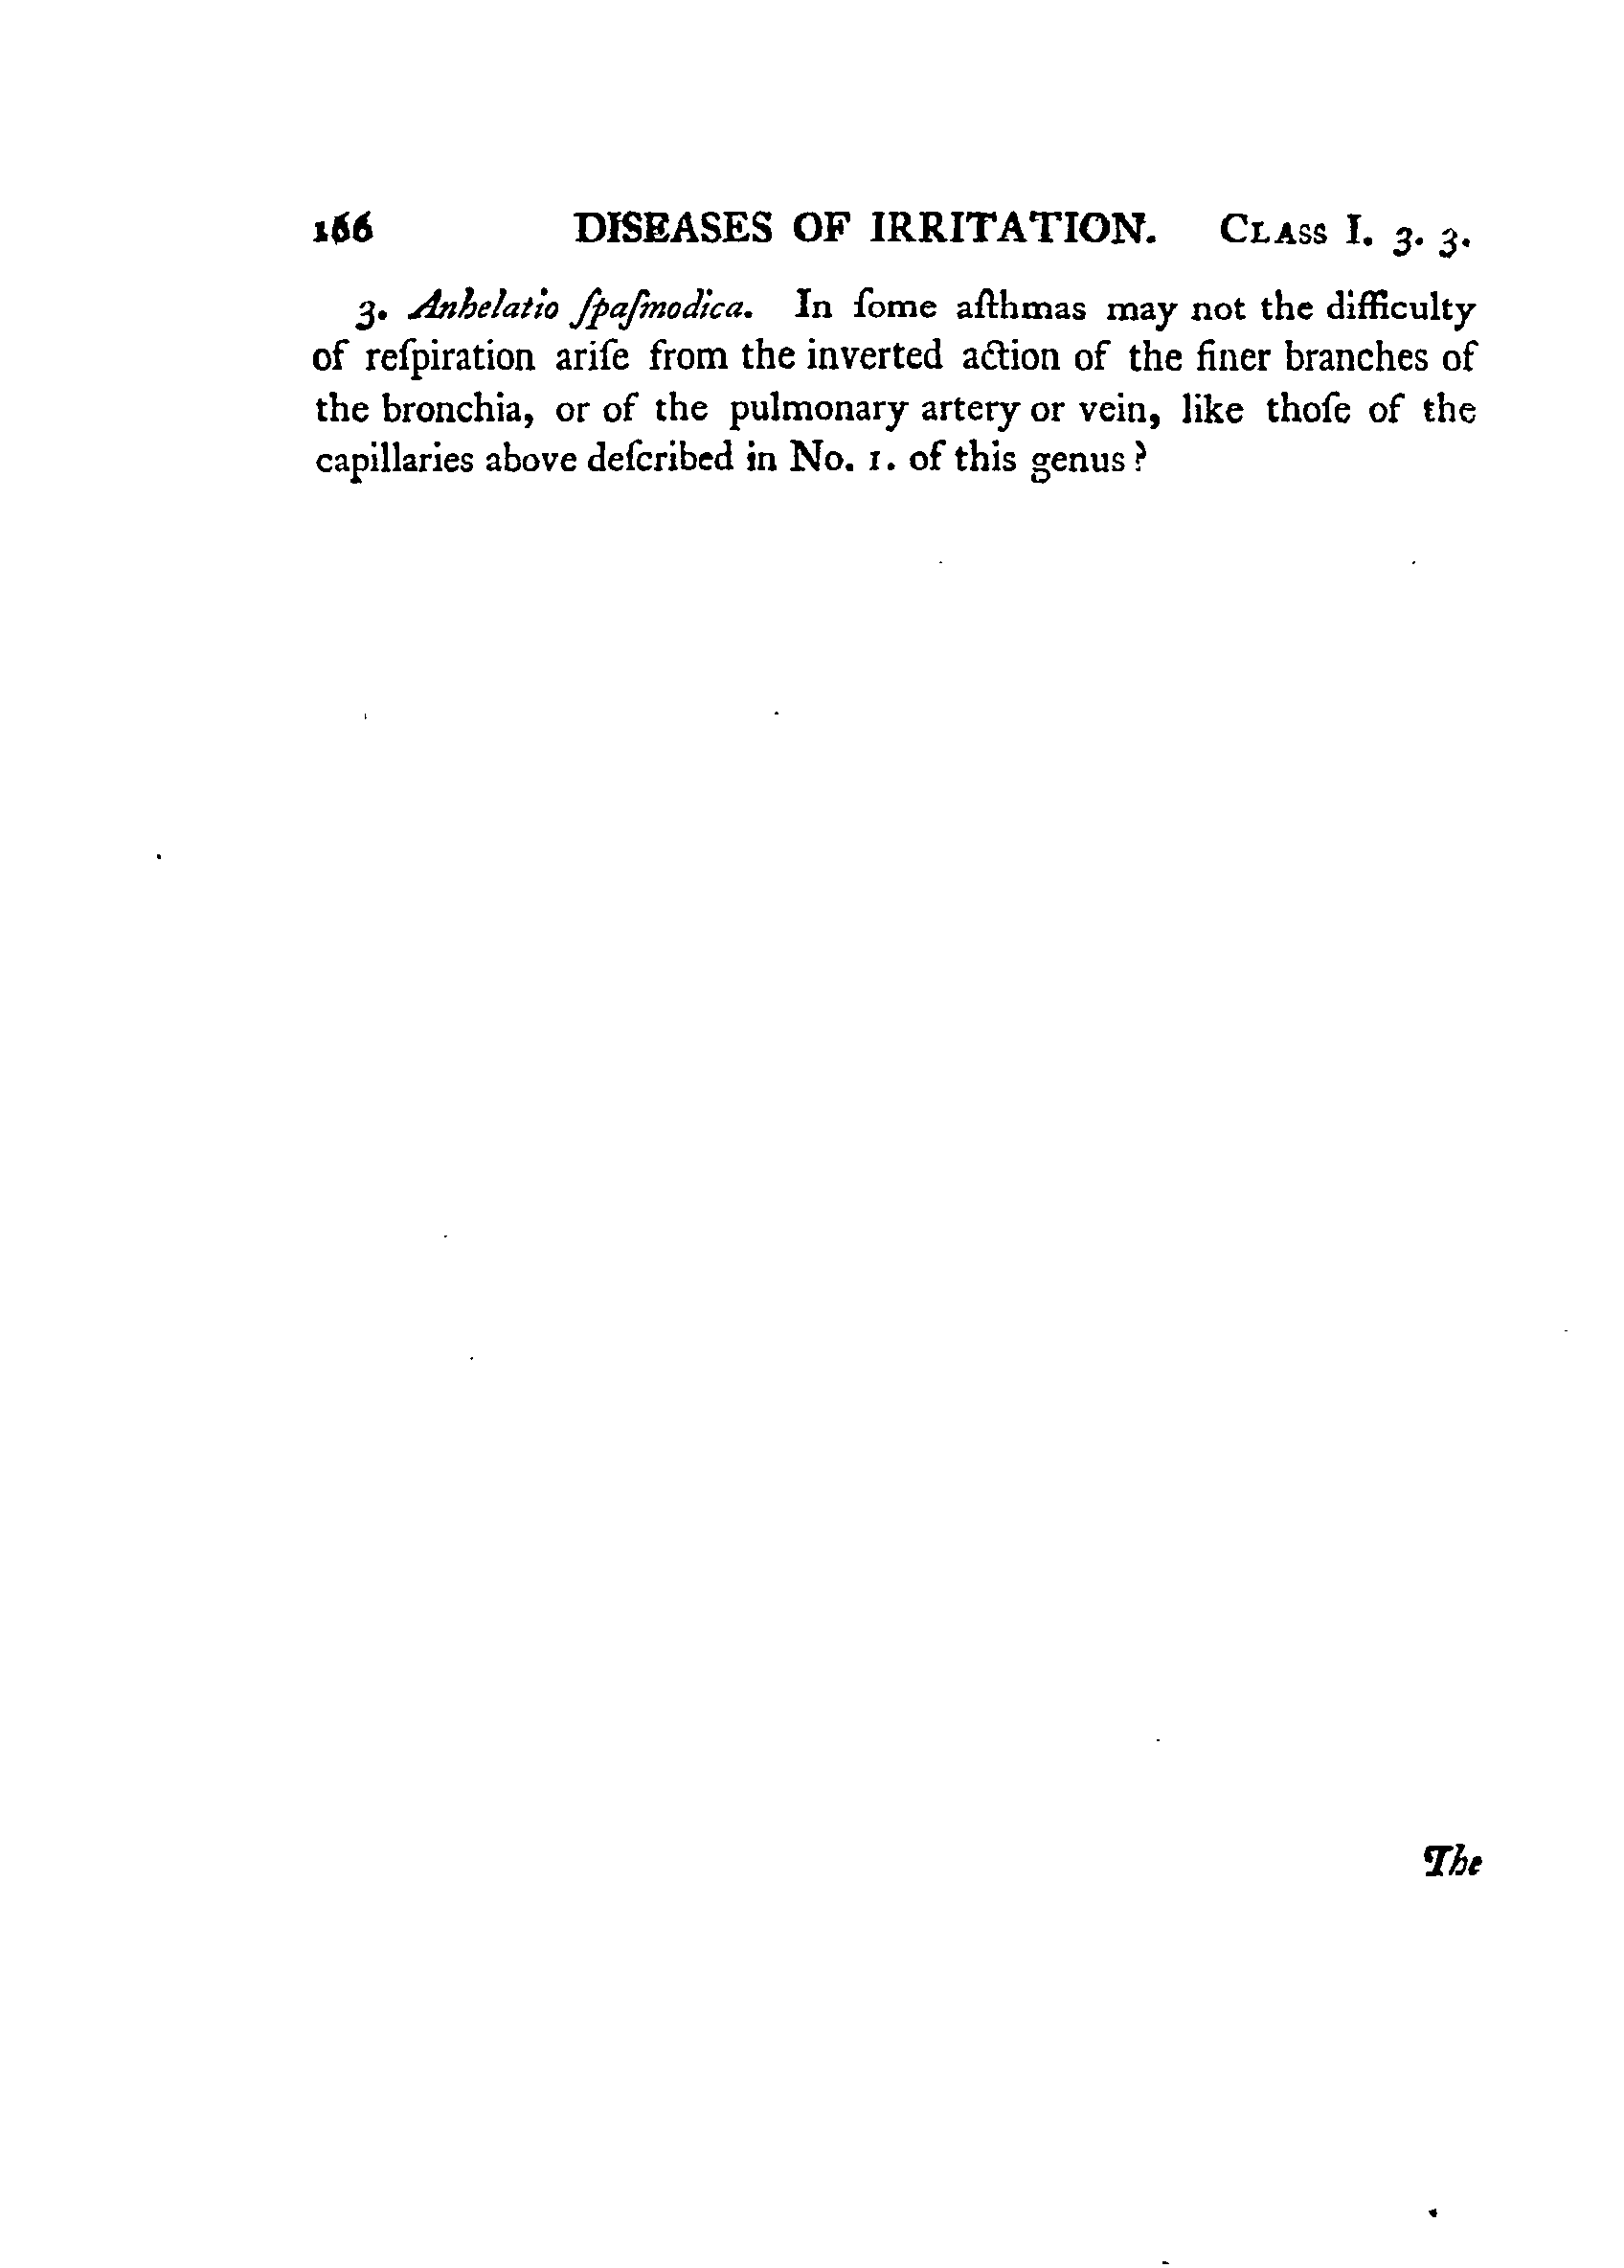 166 DISEASES OF IRRITATION. CLASS I. 3. 3.
3. Anhelatio ſpaſmodica. In ſome aſthmas may not the difficulty
of reſpiration ariſe from the inverted action of the finer branches of
the bronchia, or of the pulmonary artery or vein, like thoſe of the
capillaries above deſcribed in No. 1. of this genus?
The